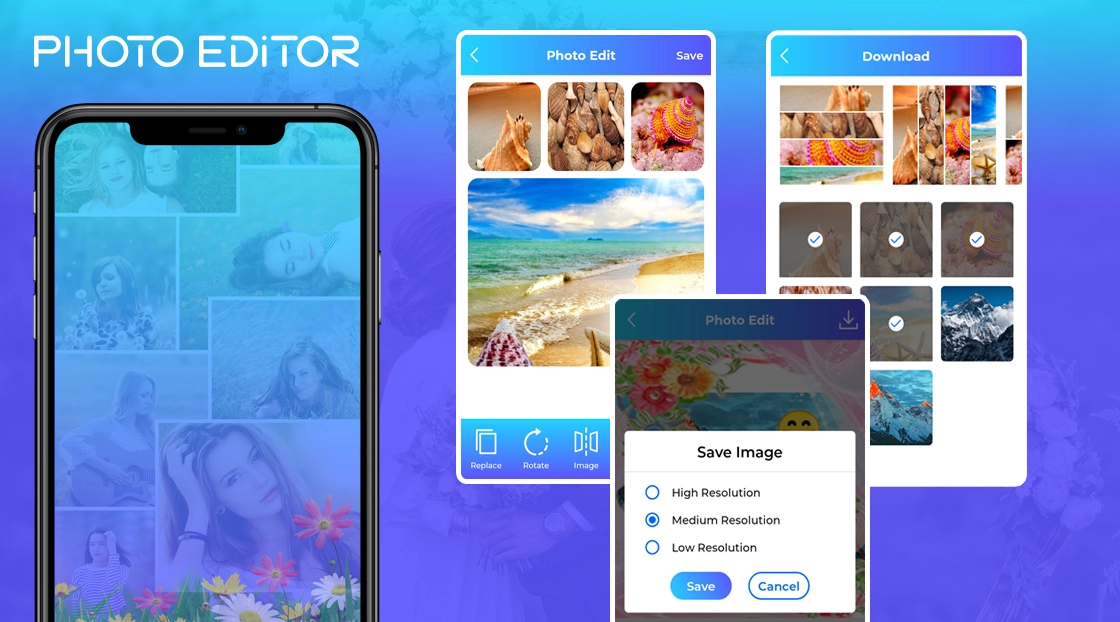 PHOTO EDiTOR
Photo Edit
Save
Replace
Rotate
Image
Download
Photo Edit
Save Image
High Resolution
Medium Resolution
Low Resolution
Save
Cancel